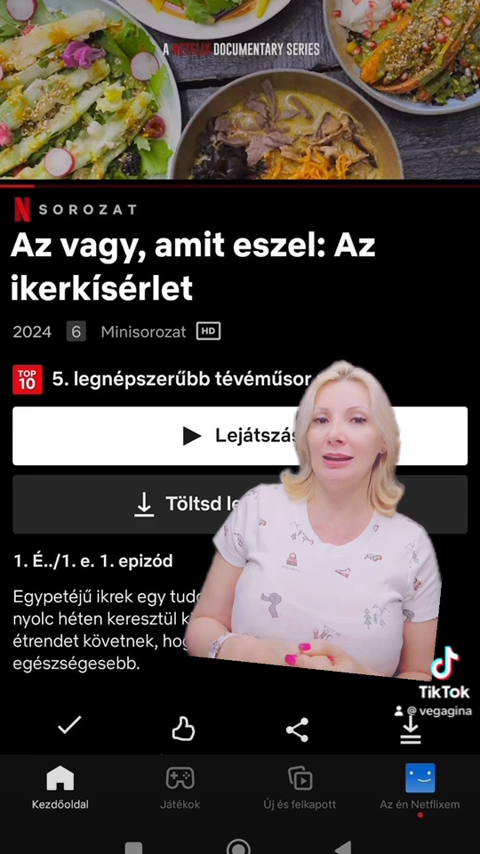 A NETFLIX DOCUMENTARY SERIES
N SOROZAT
Az vagy, amit eszel: Az
ikerkísérlet
2024 6 Minisorozat HD
TOP 10 5. legnépszerűbb tévéműsor
Lejátszás
Töltsd le
1. É../1. e. 1. epizód
Egypetéjű ikrek egy
nyolc héten keresztül
étrendet követnek,
egészségesebb.
TikTok
@ vegagina
Kezdőoldal
Játékok
Új és felkapott
Az én Netflixem